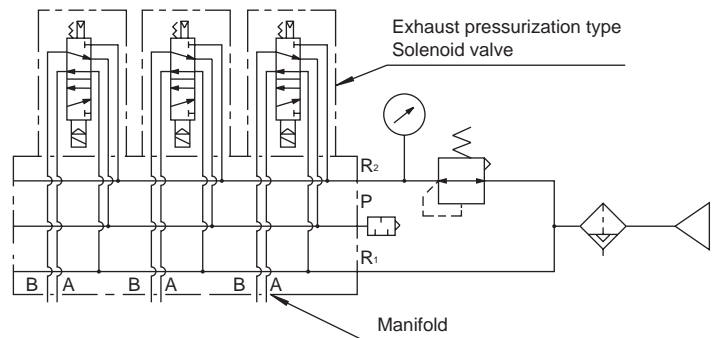 Exhaust pressurization type
Solenoid valve
R2
P
R1
B A B A B A
Manifold